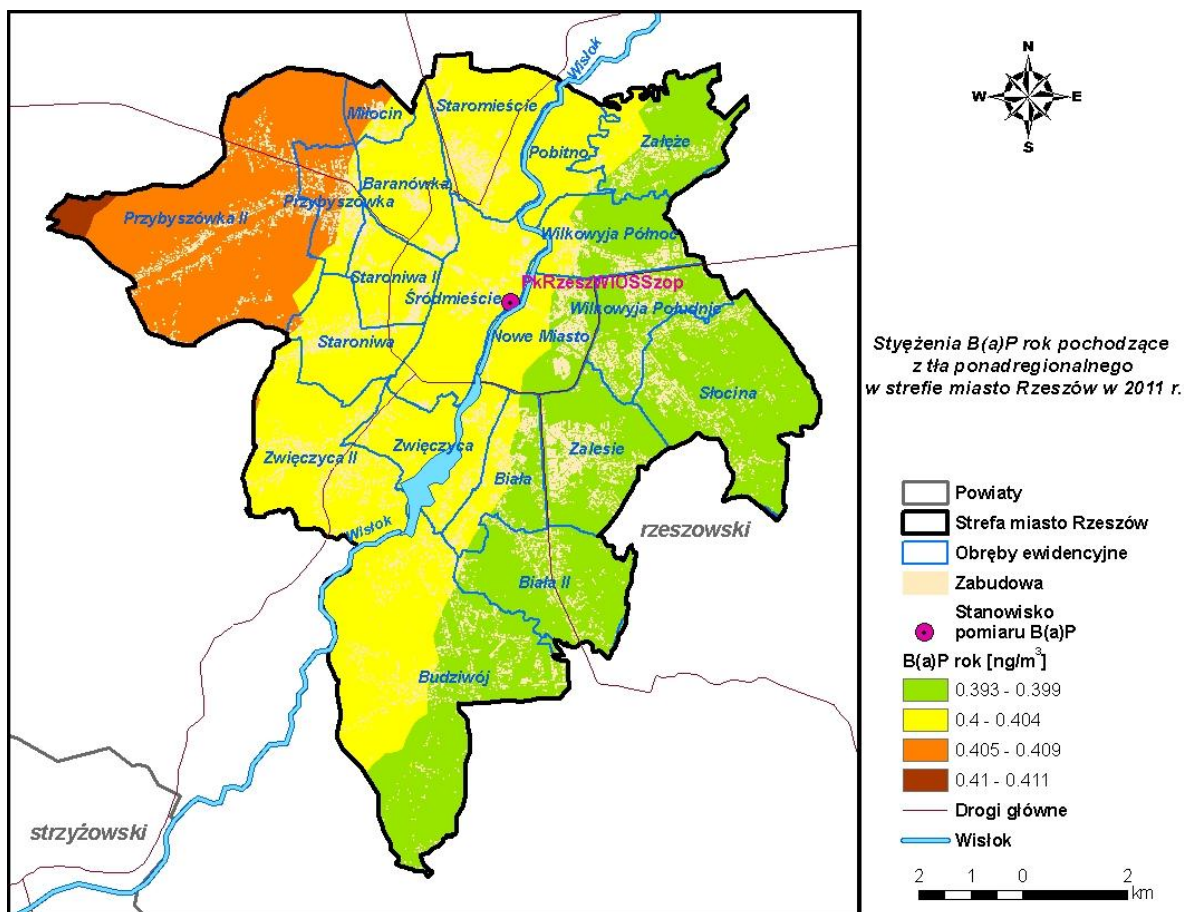 Wisłok
Staromieście
Miłocin
Załęże
Pobitno
Baranówka
Przybyszówka
Przybyszówka II
Wilkowyja Północ
Staroniwa II
PkRzeszWIOSSzop
Śródmieście
Wilkowyja Południe
Nowe Miasto
Staroniwa
Słocina
Zwięczyca
Zwięczyca II
Zalesie
Biała
Wisłok
rzeszowski
Biała II
Budziwój
strzyżowski
N
W E
S
Styężenia B(a)P rok pochodzące
z tła ponadregionalnego
w strefie miasto Rzeszów w 2011 r.
Powiaty
Strefa miasto Rzeszów
Obręby ewidencyjne
Zabudowa
Stanowisko
pomiaru B(a)P
B(a)P rok [ng/m³]
0.393 - 0.399
0.4 - 0.404
0.405 - 0.409
0.41 - 0.411
Drogi główne
Wisłok
2 1 0 2
km